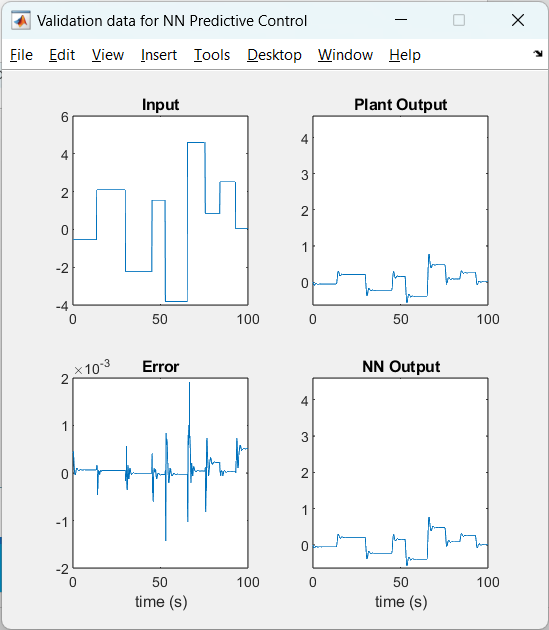 Validation data for NN Predictive Control
File Edit View Insert Tools Desktop Window Help
Input
6
4
2
0
-2
-4
0 50 100
Plant Output
4
3
2
1
0
0 50 100
Error
×10^-3
2
1
0
-1
-2
0 50 100
time (s)
NN Output
4
3
2
1
0
0 50 100
time (s)